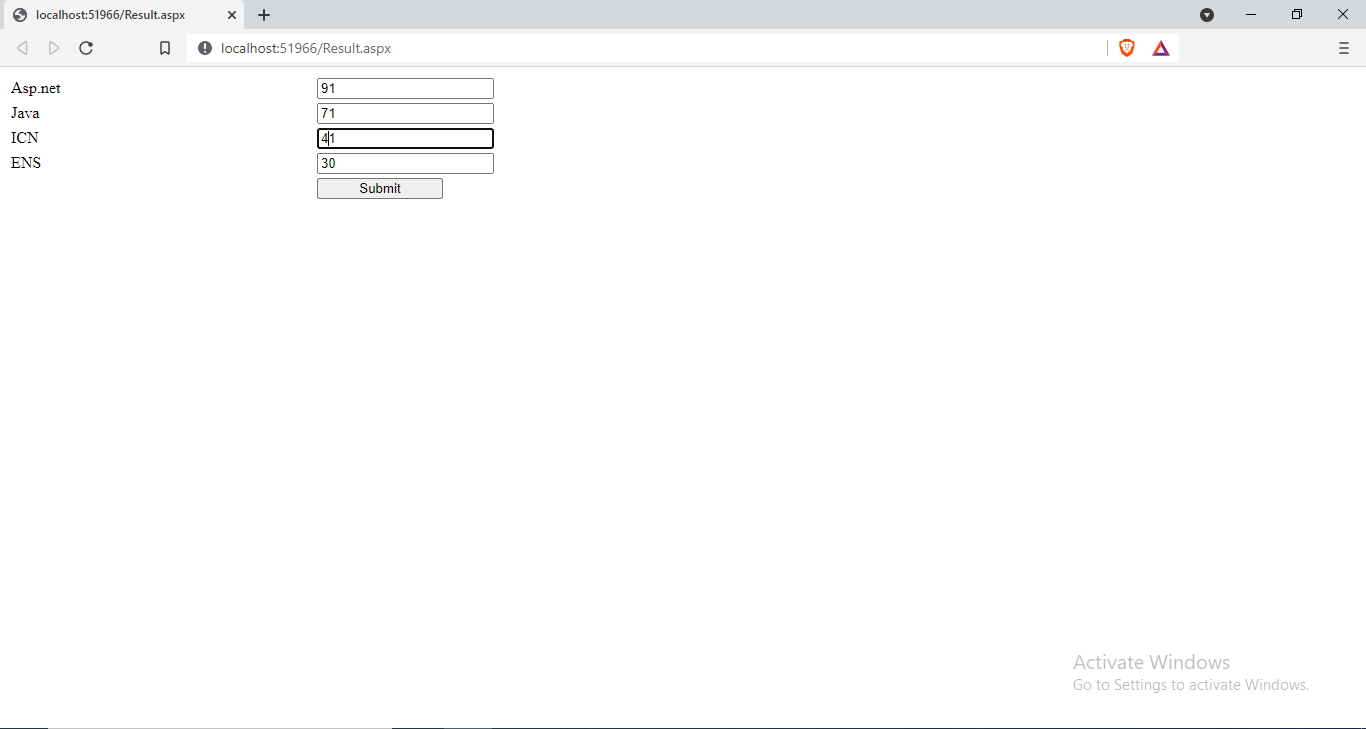 localhost:51966/Result.aspx
localhost:51966/Result.aspx
Asp.net 91
Java 71
ICN 41
ENS 30
Submit
Activate Windows
Go to Settings to activate Windows.